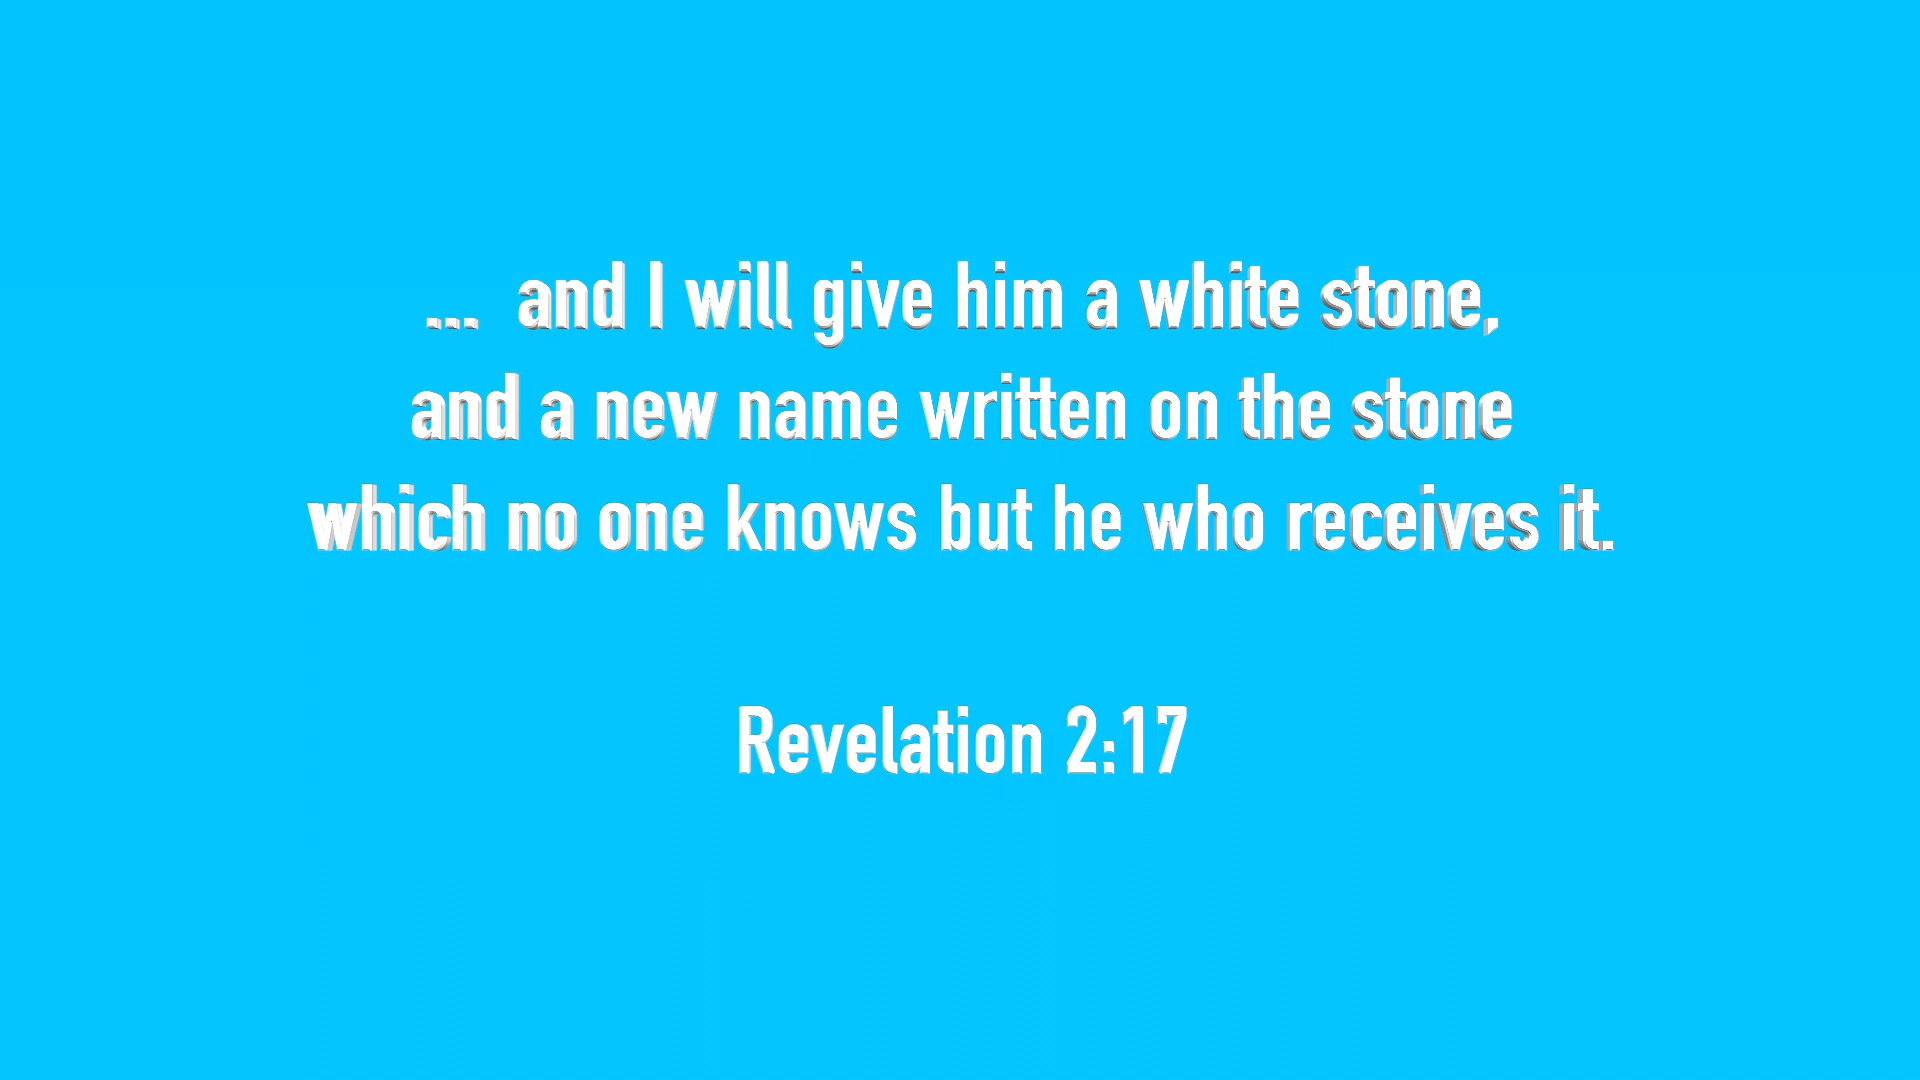 ... and I will give him a white stone,
and a new name written on the stone
which no one knows but he who receives it.
Revelation 2:17